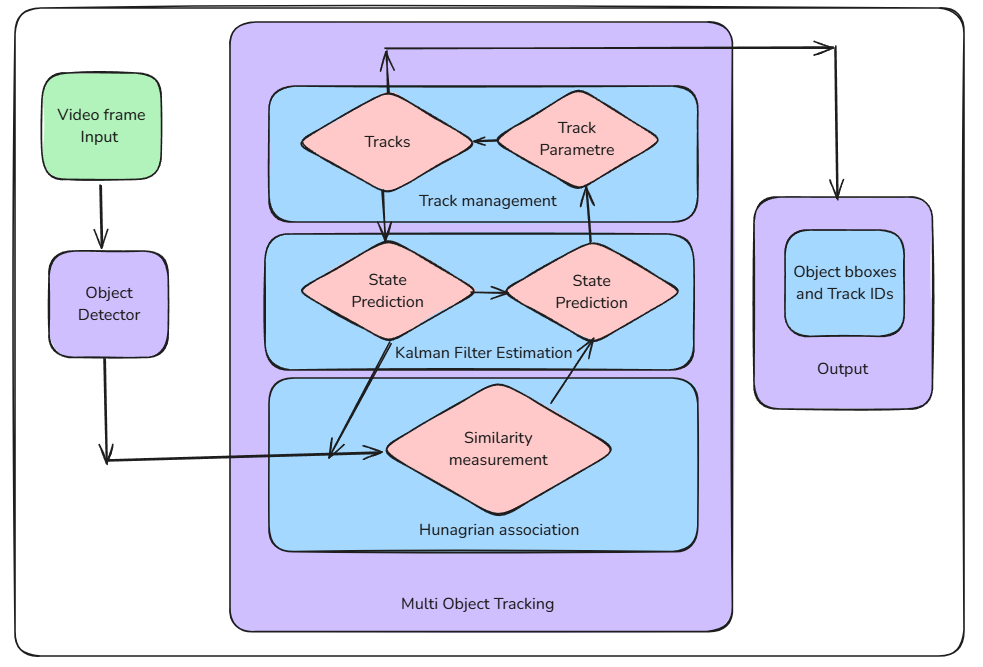 Video frame
Input
Object
Detector
Tracks
Track
Parametre
Track management
State
Prediction
State
Prediction
Kalman Filter Estimation
Similarity
measurement
Hunagrian association
Multi Object Tracking
Object bboxes
and Track IDs
Output